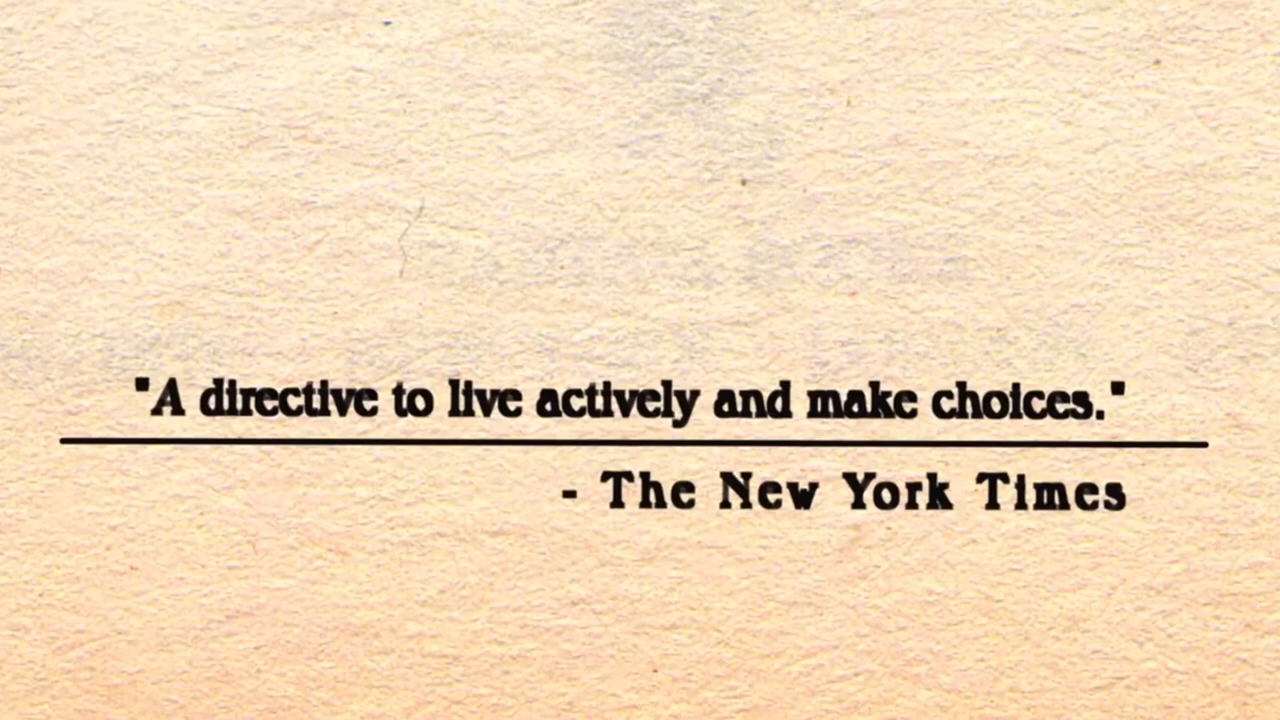 "A directive to live actively and make choices."
- The New York Times